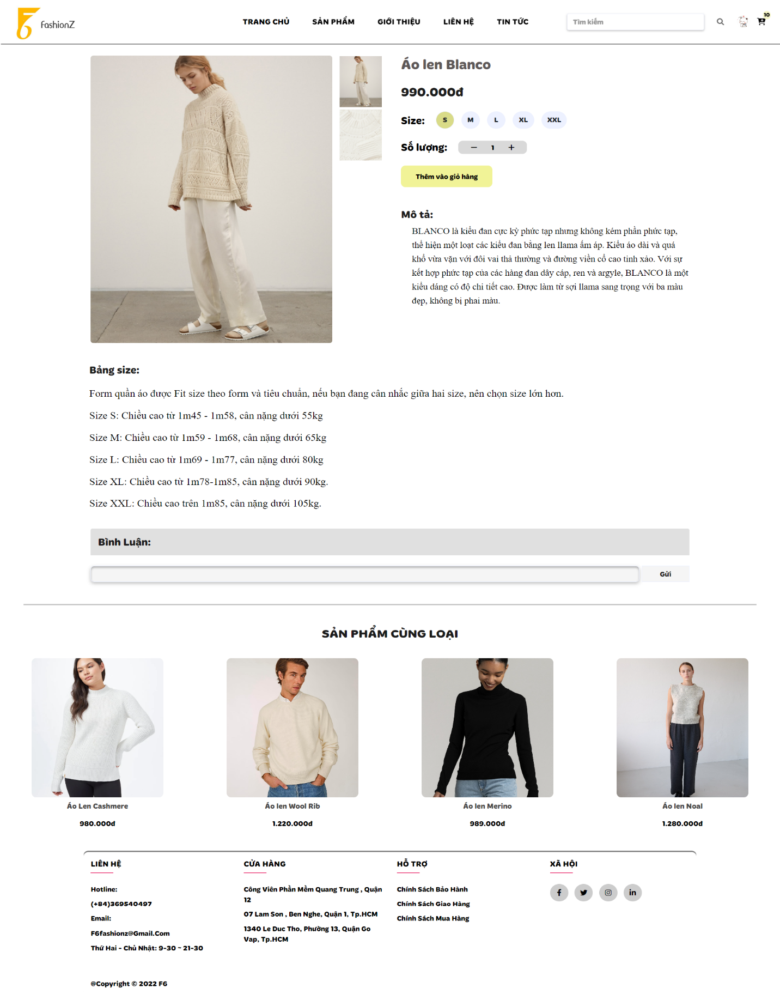 FashionZ
TRANG CHỦ
SẢN PHẨM
GIỚI THIỆU
LIÊN HỆ
TIN TỨC
Tìm kiếm
10
Áo len Blanco
990.000đ
Size: S M L XL XXL
Số lượng: − 1 +
Thêm vào giỏ hàng
Mô tả:
BLANCO là kiểu đan cực kỳ phức tạp nhưng không kém phần phức tạp,
thể hiện một loạt các kiểu đan bằng len llama ấm áp. Kiểu áo dài và quá
khổ vừa vặn với đôi vai thả thường và đường viền cổ cao tinh xảo. Với sự
kết hợp phức tạp của các hàng đan dây cáp, ren và argyle, BLANCO là một
kiểu dáng có độ chi tiết cao. Được làm từ sợi llama sang trọng với ba màu
đẹp, không bị phai màu.
Bảng size:
Form quần áo được Fit size theo form và tiêu chuẩn, nếu bạn đang cân nhắc giữa hai size, nên chọn size lớn hơn.
Size S: Chiều cao từ 1m45 - 1m58, cân nặng dưới 55kg
Size M: Chiều cao từ 1m59 - 1m68, cân nặng dưới 65kg
Size L: Chiều cao từ 1m69 - 1m77, cân nặng dưới 80kg
Size XL: Chiều cao từ 1m78-1m85, cân nặng dưới 90kg.
Size XXL: Chiều cao trên 1m85, cân nặng dưới 105kg.
Bình Luận:
Gửi
SẢN PHẨM CÙNG LOẠI
Áo Len Cashmere
980.000đ
Áo len Wool Rib
1.220.000đ
Áo len Merino
989.000đ
Áo len Noal
1.280.000đ
LIÊN HỆ
Hotline:
(+84)369540497
Email:
F6fashionz@Gmail.Com
Thứ Hai - Chủ Nhật: 9-30 ~ 21-30
CỬA HÀNG
Công Viên Phần Mềm Quang Trung , Quận
12
07 Lam Son , Ben Nghe, Quận 1, Tp.HCM
1340 Le Duc Tho, Phường 13, Quận Go
Vap, Tp.HCM
HỖ TRỢ
Chính Sách Bảo Hành
Chính Sách Giao Hàng
Chính Sách Mua Hàng
XÃ HỘI
@Copyright © 2022 F6